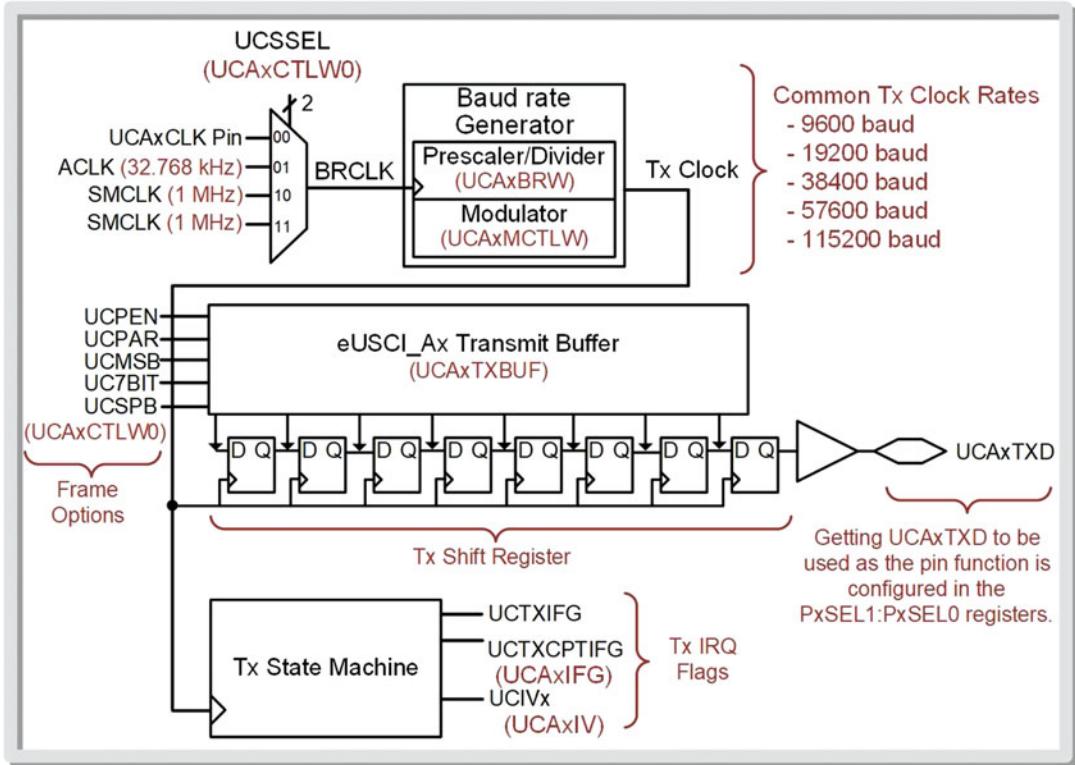 UCSSEL
(UCAxCTLW0)
2
UCAxCLK Pin
00
ACLK (32.768 kHz)
01
SMCLK (1 MHz)
10
SMCLK (1 MHz)
11
BRCLK
Baud rate
Generator
Prescaler/Divider
(UCAxBRW)
Modulator
(UCAxMCTLW)
Tx Clock
Common Tx Clock Rates
- 9600 baud
- 19200 baud
- 38400 baud
- 57600 baud
- 115200 baud
UCPEN
UCPAR
UCMSB
UC7BIT
UCSPB
(UCAxCTLW0)
Frame
Options
eUSCI_Ax Transmit Buffer
(UCAxTXBUF)
D Q
D Q
D Q
D Q
D Q
D Q
D Q
D Q
UCAxTXD
Tx Shift Register
Getting UCAxTXD to be
used as the pin function is
configured in the
PxSEL1:PxSEL0 registers.
Tx State Machine
UCTXIFG
UCTXCPTIFG
(UCAxIFG)
UCIVx
(UCAxIV)
Tx IRQ
Flags